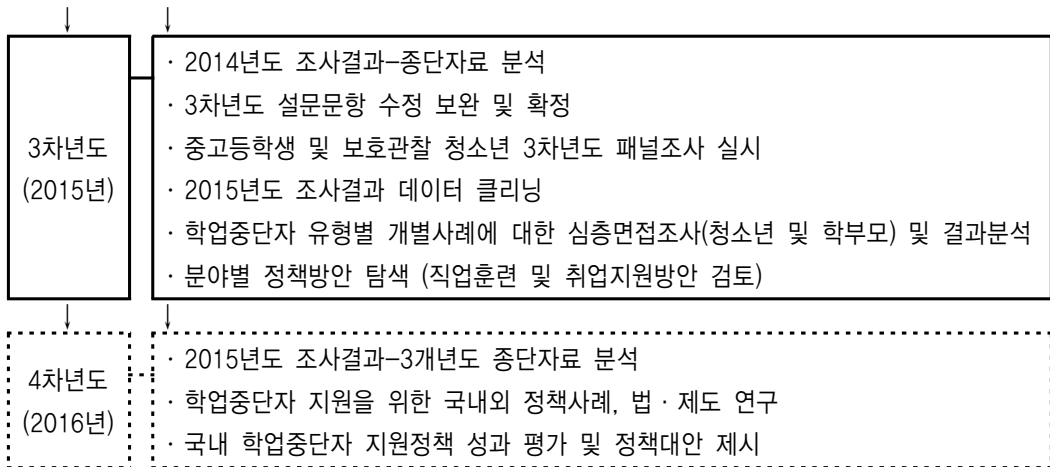 3차년도
(2015년)
· 2014년도 조사결과-종단자료 분석
· 3차년도 설문문항 수정 보완 및 확정
· 중고등학생 및 보호관찰 청소년 3차년도 패널조사 실시
· 2015년도 조사결과 데이터 클리닝
· 학업중단자 유형별 개별사례에 대한 심층면접조사(청소년 및 학부모) 및 결과분석
· 분야별 정책방안 탐색 (직업훈련 및 취업지원방안 검토)
4차년도
(2016년)
· 2015년도 조사결과-3개년도 종단자료 분석
· 학업중단자 지원을 위한 국내외 정책사례, 법·제도 연구
· 국내 학업중단자 지원정책 성과 평가 및 정책대안 제시